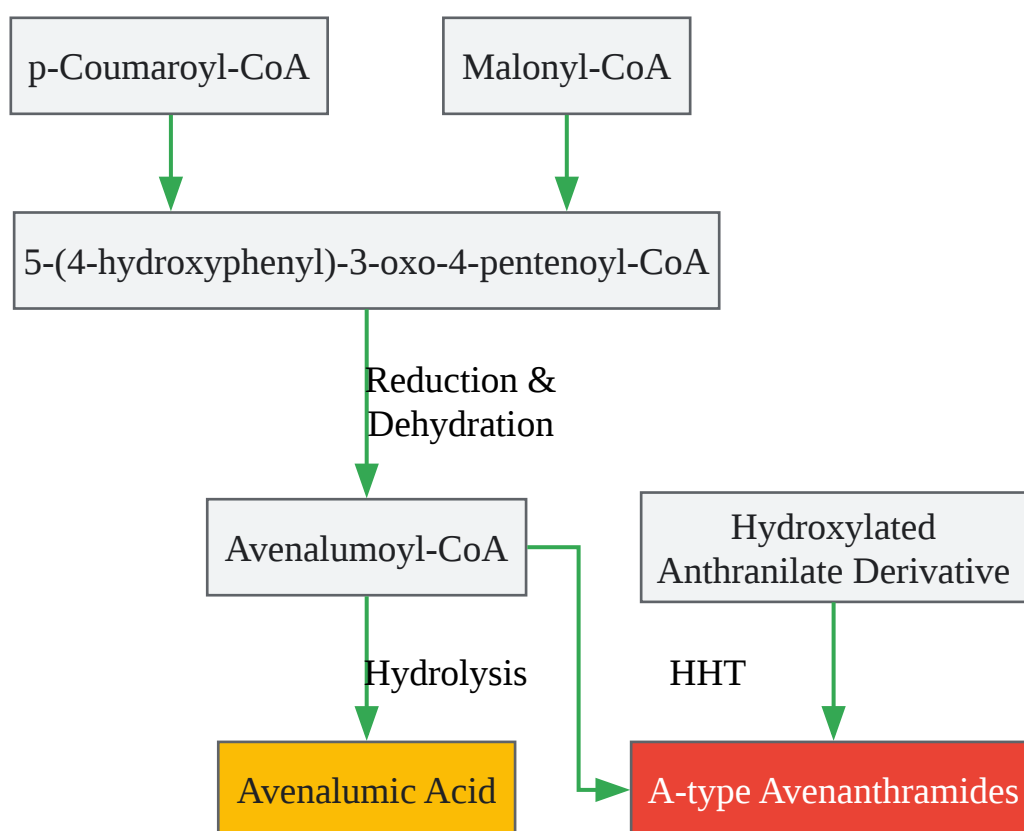 p-Coumaroyl-CoA
Malonyl-CoA
5-(4-hydroxyphenyl)-3-oxo-4-pentenoyl-CoA
Reduction &
Dehydration
Avenalumoyl-CoA
Hydroxylated
Anthranilate Derivative
Hydrolysis
HHT
Avenalumic Acid
A-type Avenanthramides